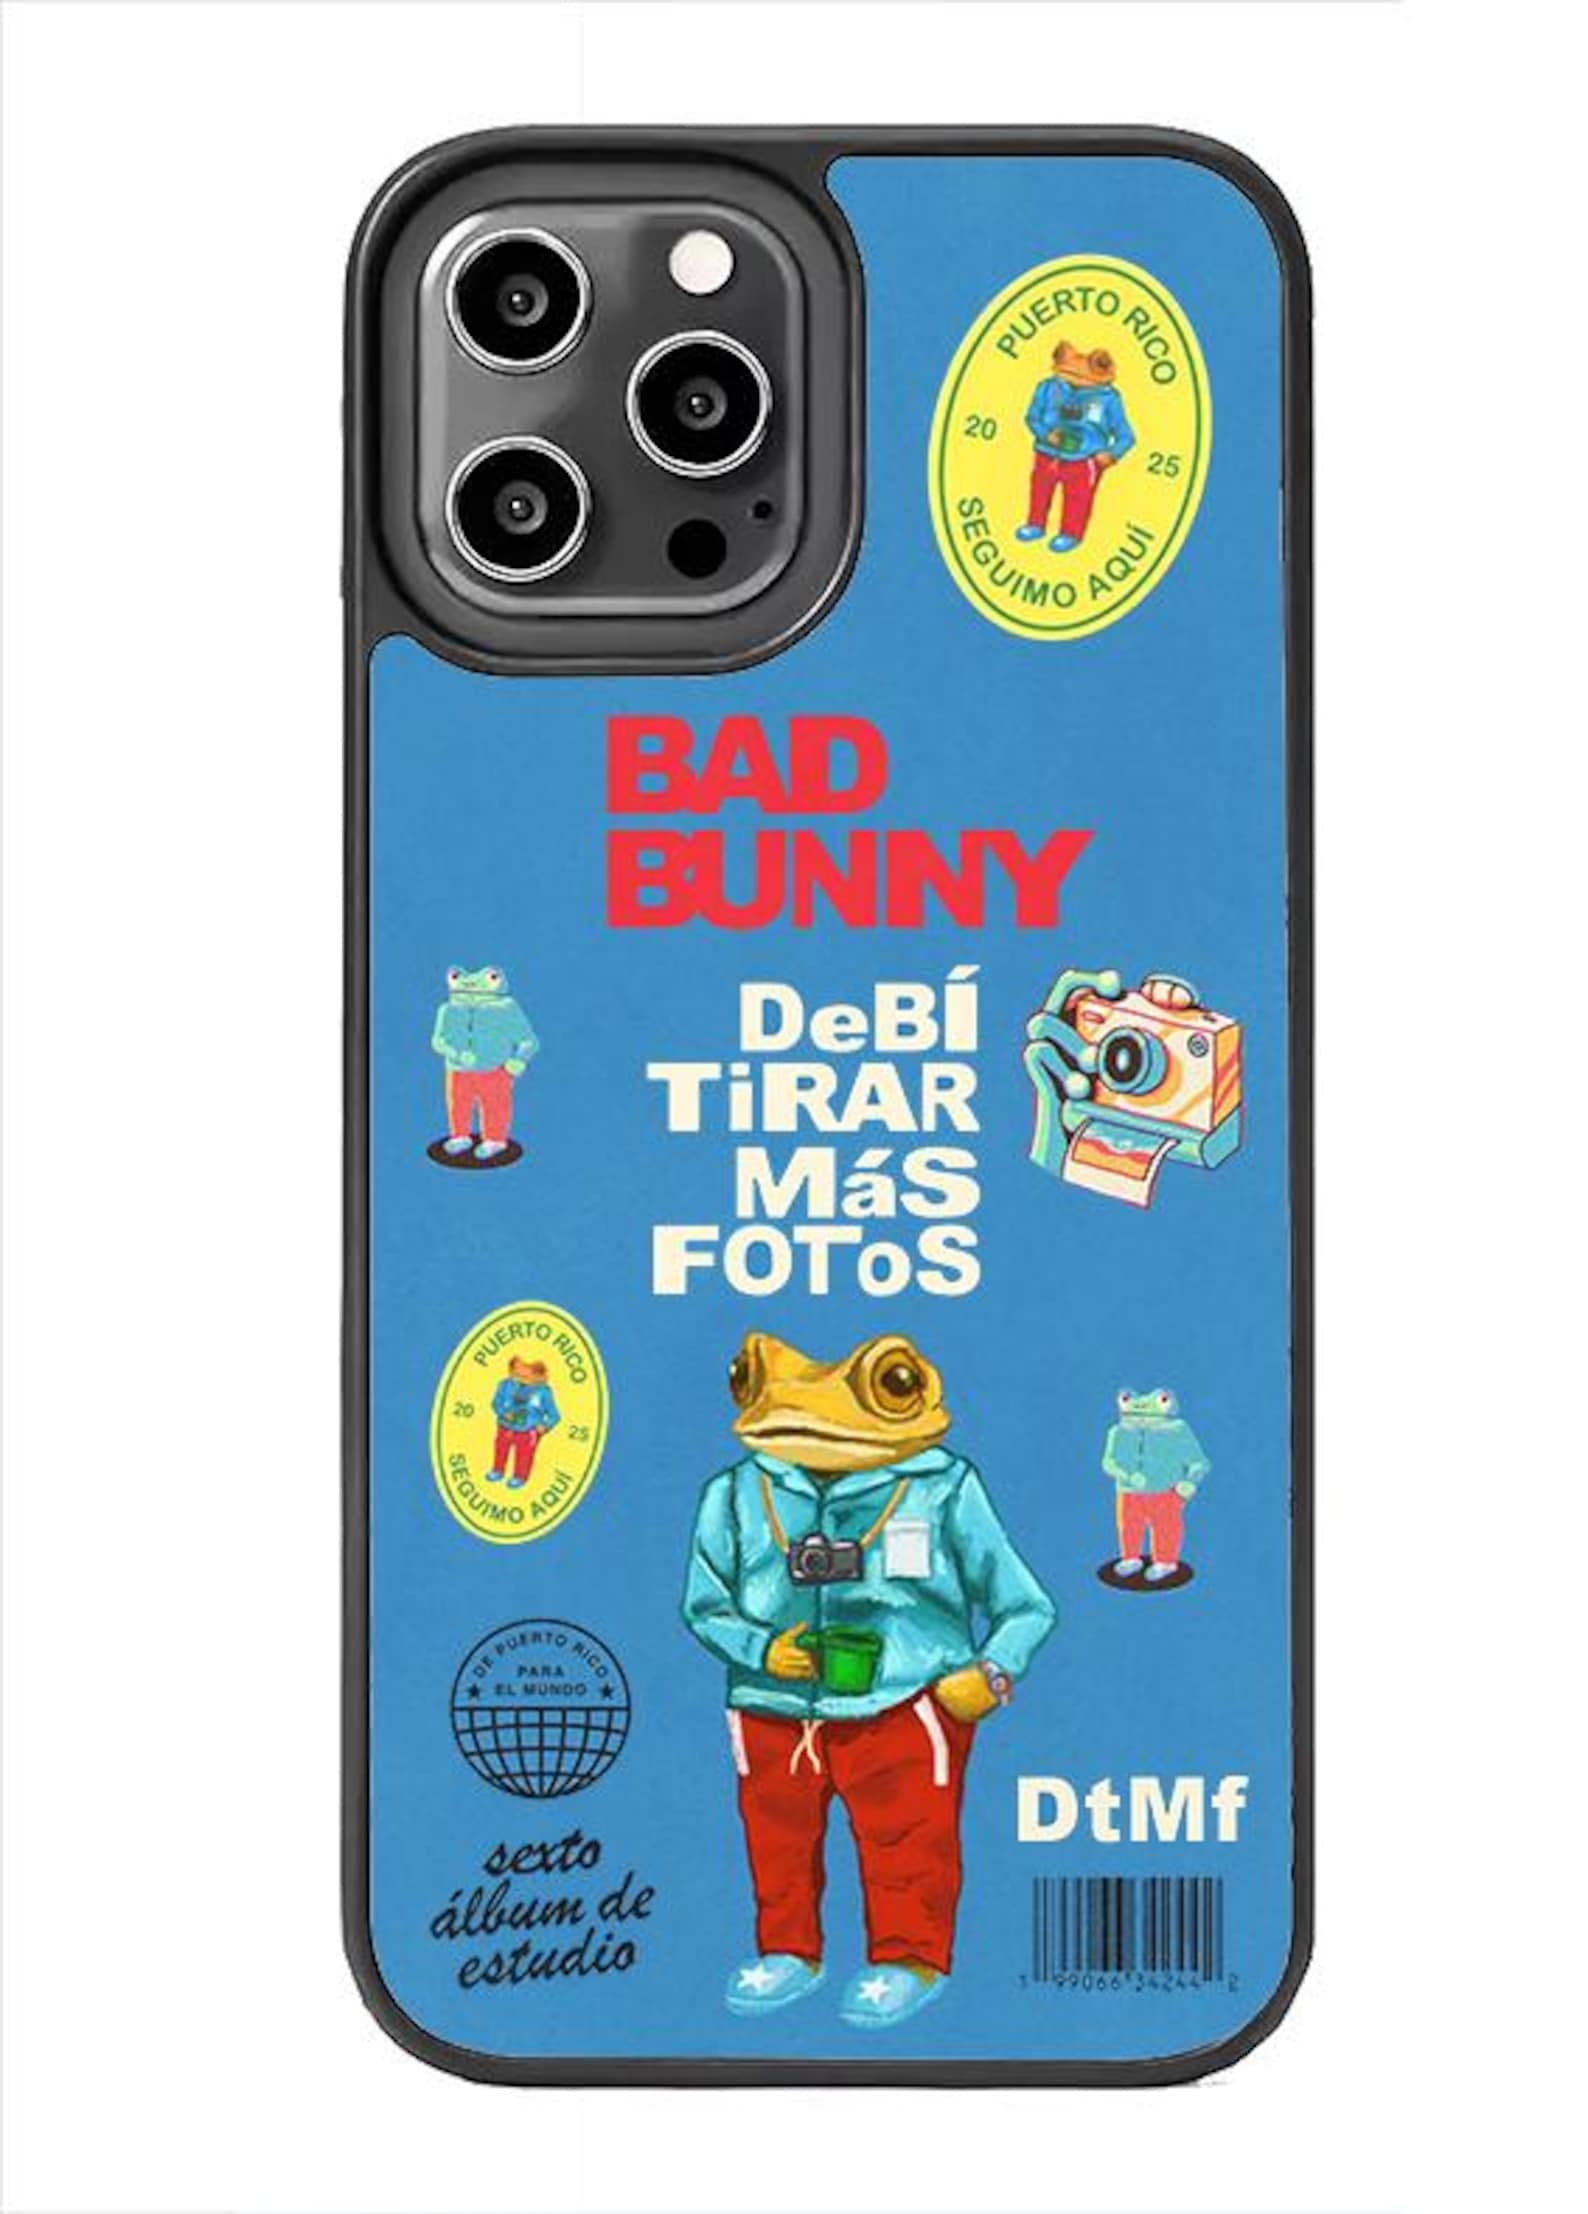 PUERTO RICO
20 25
SEGUIMO AQUÍ
BAD
BUNNY
DeBÍ
TiRAR
MáS
FOToS
PUERTO RICO
20 25
SEGUIMO AQUÍ
DE PUERTO RICO
PARA
EL MUNDO
sexto
álbum de
estudio
DtMf
1 99066 34244 2